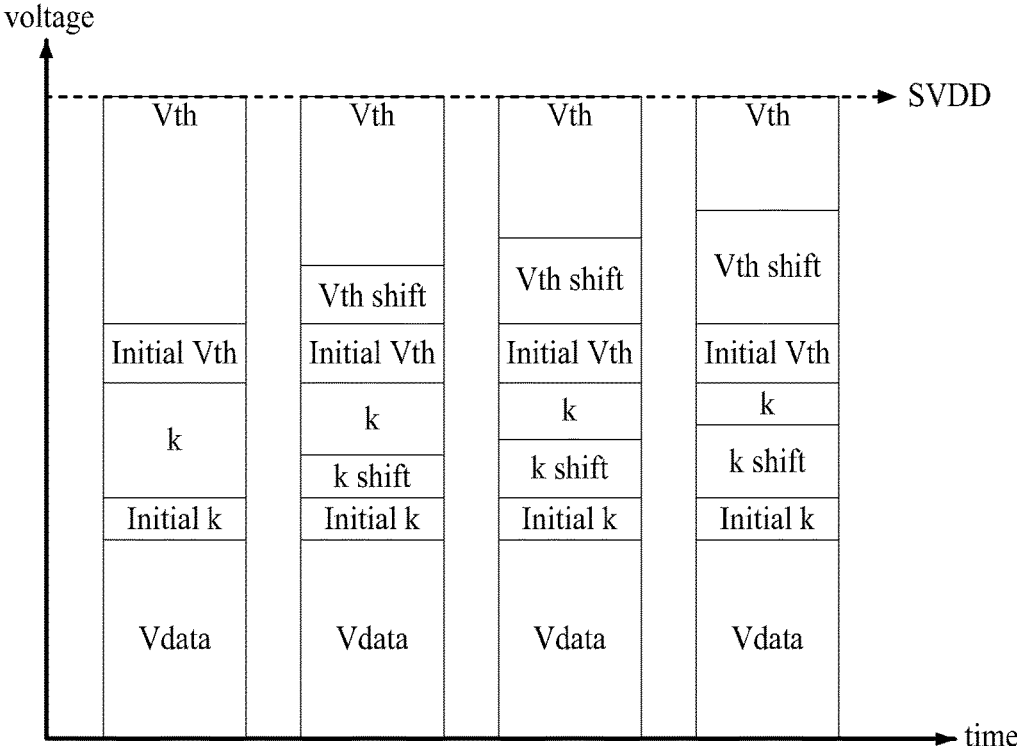 voltage
SVDD
Vth Vth Vth Vth
Vth shift Vth shift Vth shift
Initial Vth Initial Vth Initial Vth Initial Vth
k k k k
k shift k shift k shift
Initial k Initial k Initial k Initial k
Vdata Vdata Vdata Vdata
time